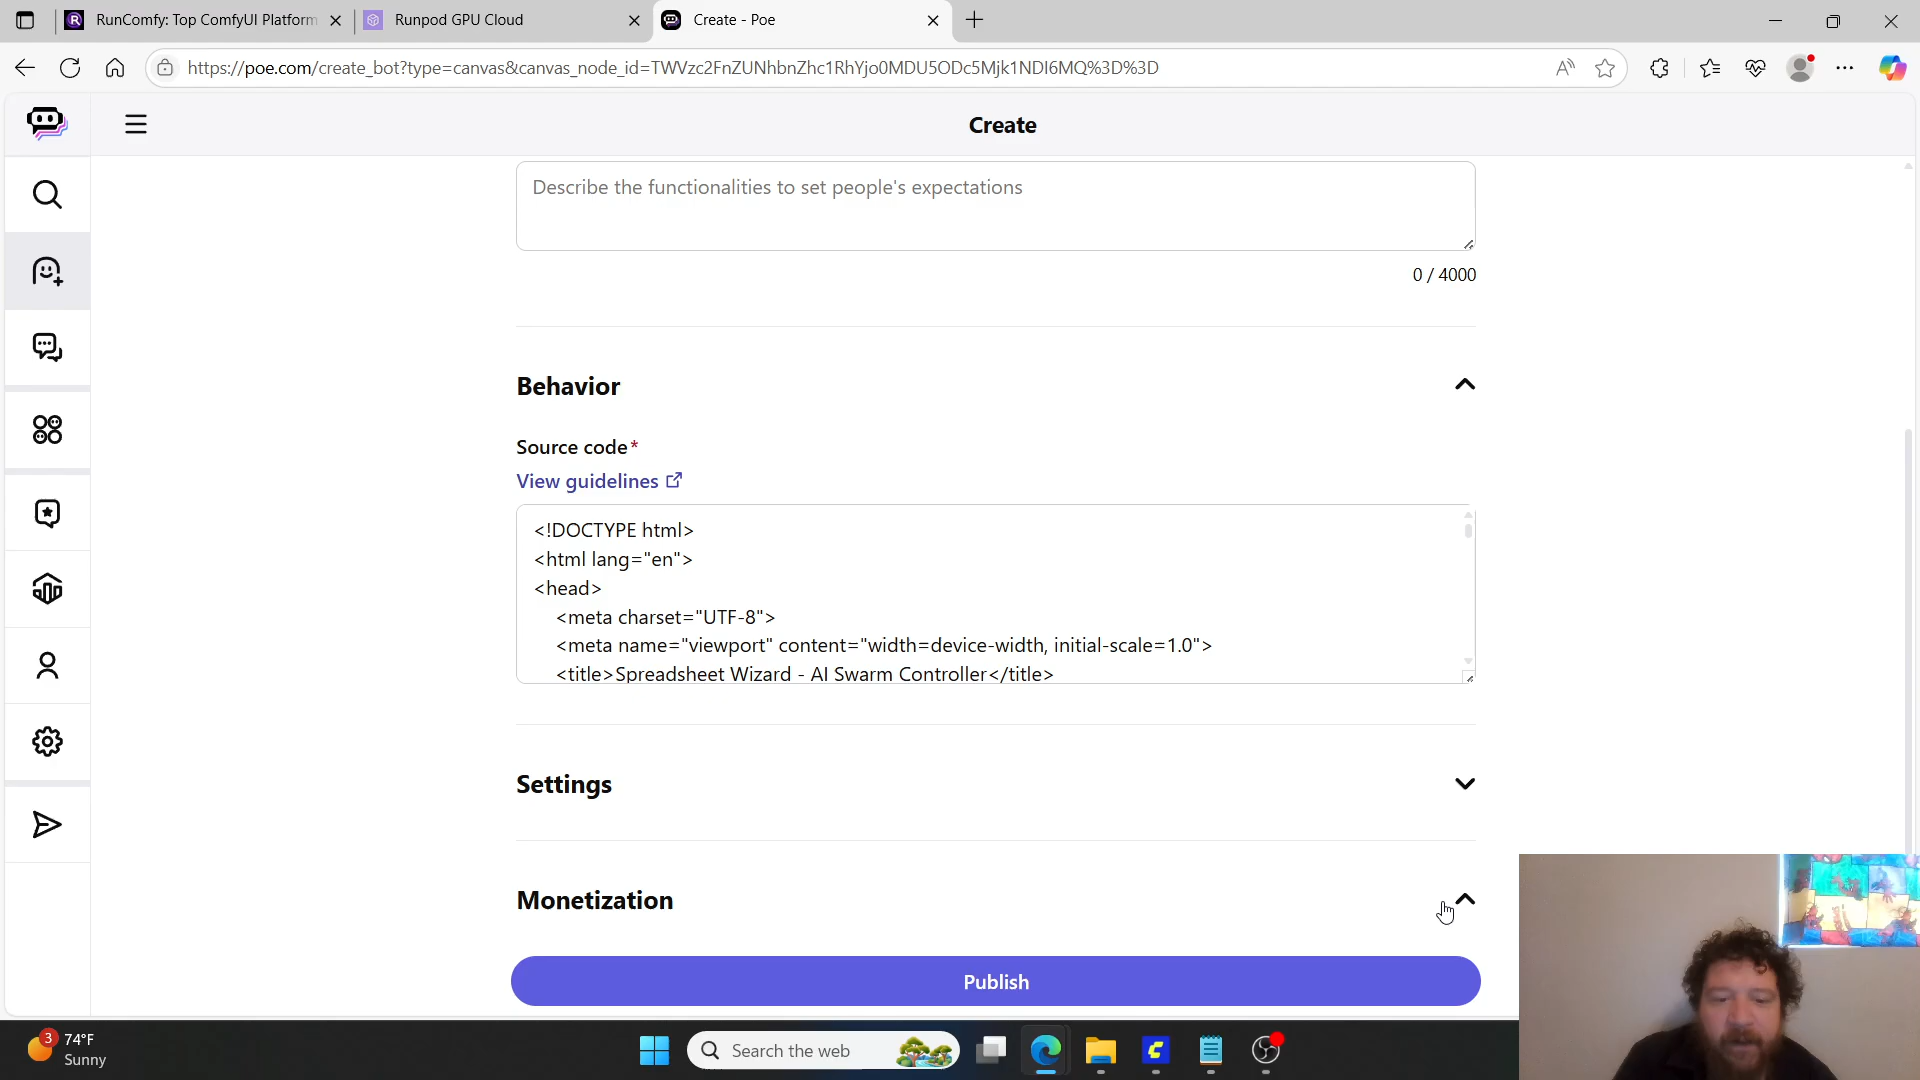 RunComfy: Top ComfyUI Platform
Runpod GPU Cloud
Create - Poe
https://poe.com/create_bot?type=canvas&canvas_node_id=TWVzc2FnZUNhbnZhc1RhYjo0MDU5ODc5Mjk1NDI6MQ%3D%3D
Create
Describe the functionalities to set people's expectations
0 / 4000
Behavior
Source code*
View guidelines
<!DOCTYPE html>
<html lang="en">
<head>
<meta charset="UTF-8">
<meta name="viewport" content="width=device-width, initial-scale=1.0">
<title>Spreadsheet Wizard - AI Swarm Controller</title>
Settings
Monetization
Publish
3
74°F
Sunny
Search the web